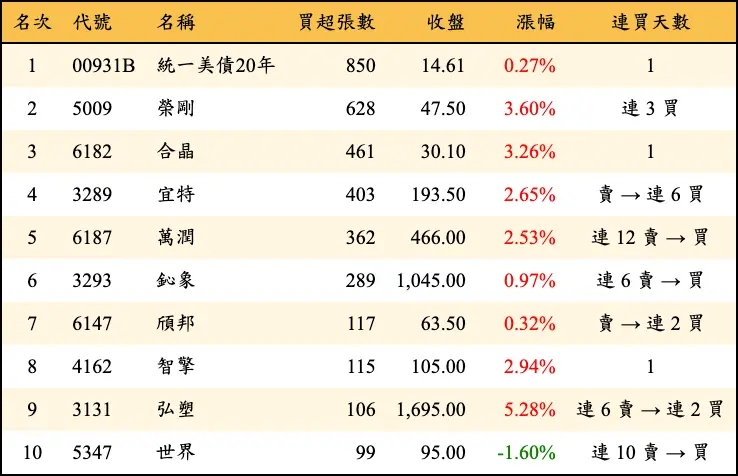 名次 代號 名稱 買超張數 收盤 漲幅 連買天數
1 00931B 統一美債20年 850 14.61 0.27% 1
2 5009 榮剛 628 47.50 3.60% 連 3 買
3 6182 合晶 461 30.10 3.26% 1
4 3289 宜特 403 193.50 2.65% 賣 → 連 6 買
5 6187 萬潤 362 466.00 2.53% 連 12 賣 → 買
6 3293 鈊象 289 1,045.00 0.97% 連 6 賣 → 買
7 6147 頎邦 117 63.50 0.32% 賣 → 連 2 買
8 4162 智擎 115 105.00 2.94% 1
9 3131 弘塑 106 1,695.00 5.28% 連 6 賣 → 連 2 買
10 5347 世界 99 95.00 -1.60% 連 10 賣 → 買